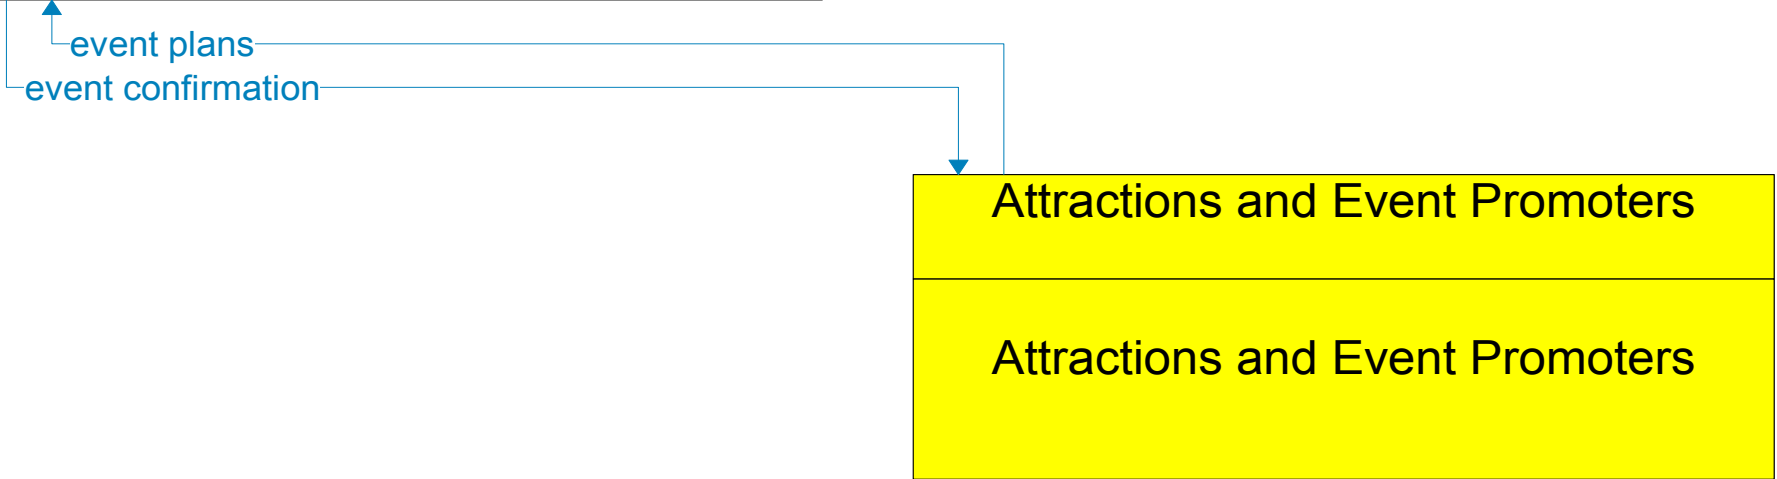 event plans
event confirmation
Attractions and Event Promoters
Attractions and Event Promoters